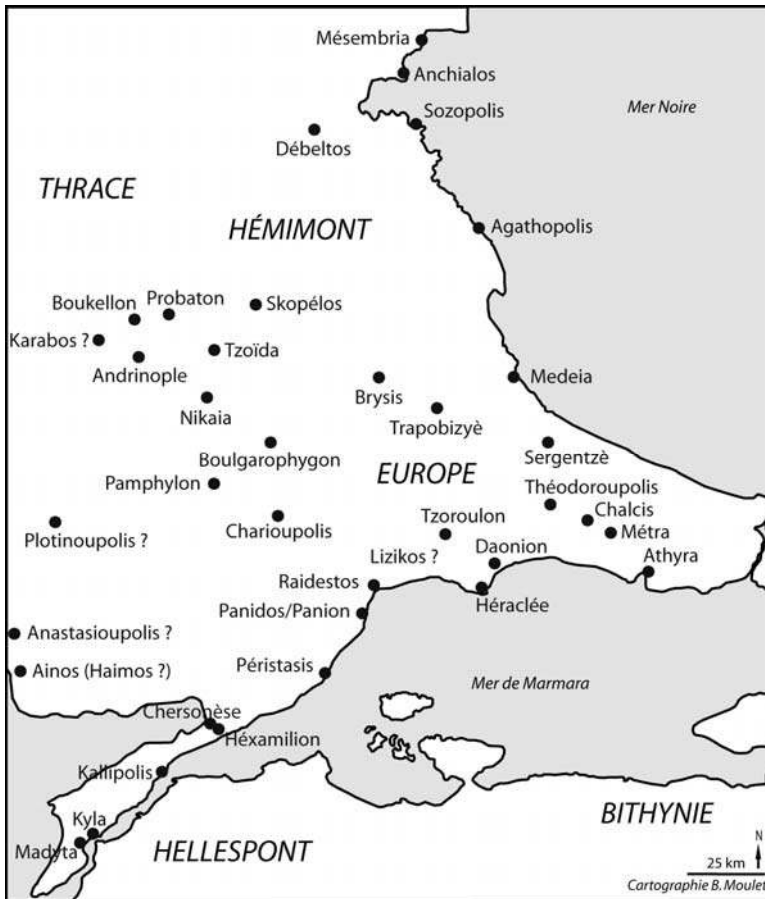 Mésembria
Anchialos
Mer Noire
Sozopolis
Débeltos
THRACE
HÉMIMONT
Agathopolis
Boukellon
Probaton
Skopélos
Karabos ?
Tzoïda
Andrinople
Brysis
Medeia
Nikaia
Trapobizyè
Boulgarophygon
Sergentzè
EUROPE
Pamphylon
Théodoroupolis
Chalcis
Plotinoupolis ?
Charioupolis
Tzoroulon
Métra
Lizikos ?
Daonion
Athyra
Raidestos
Héraclée
Panidos/Panion
Anastasioupolis ?
Ainos (Haimos ?)
Péristasis
Mer de Marmara
Chersonèse
Héxamilion
Kallipolis
BITHYNIE
Kyla
Madyta
HELLESPONT
N
25 km
Cartographie B. Moulet